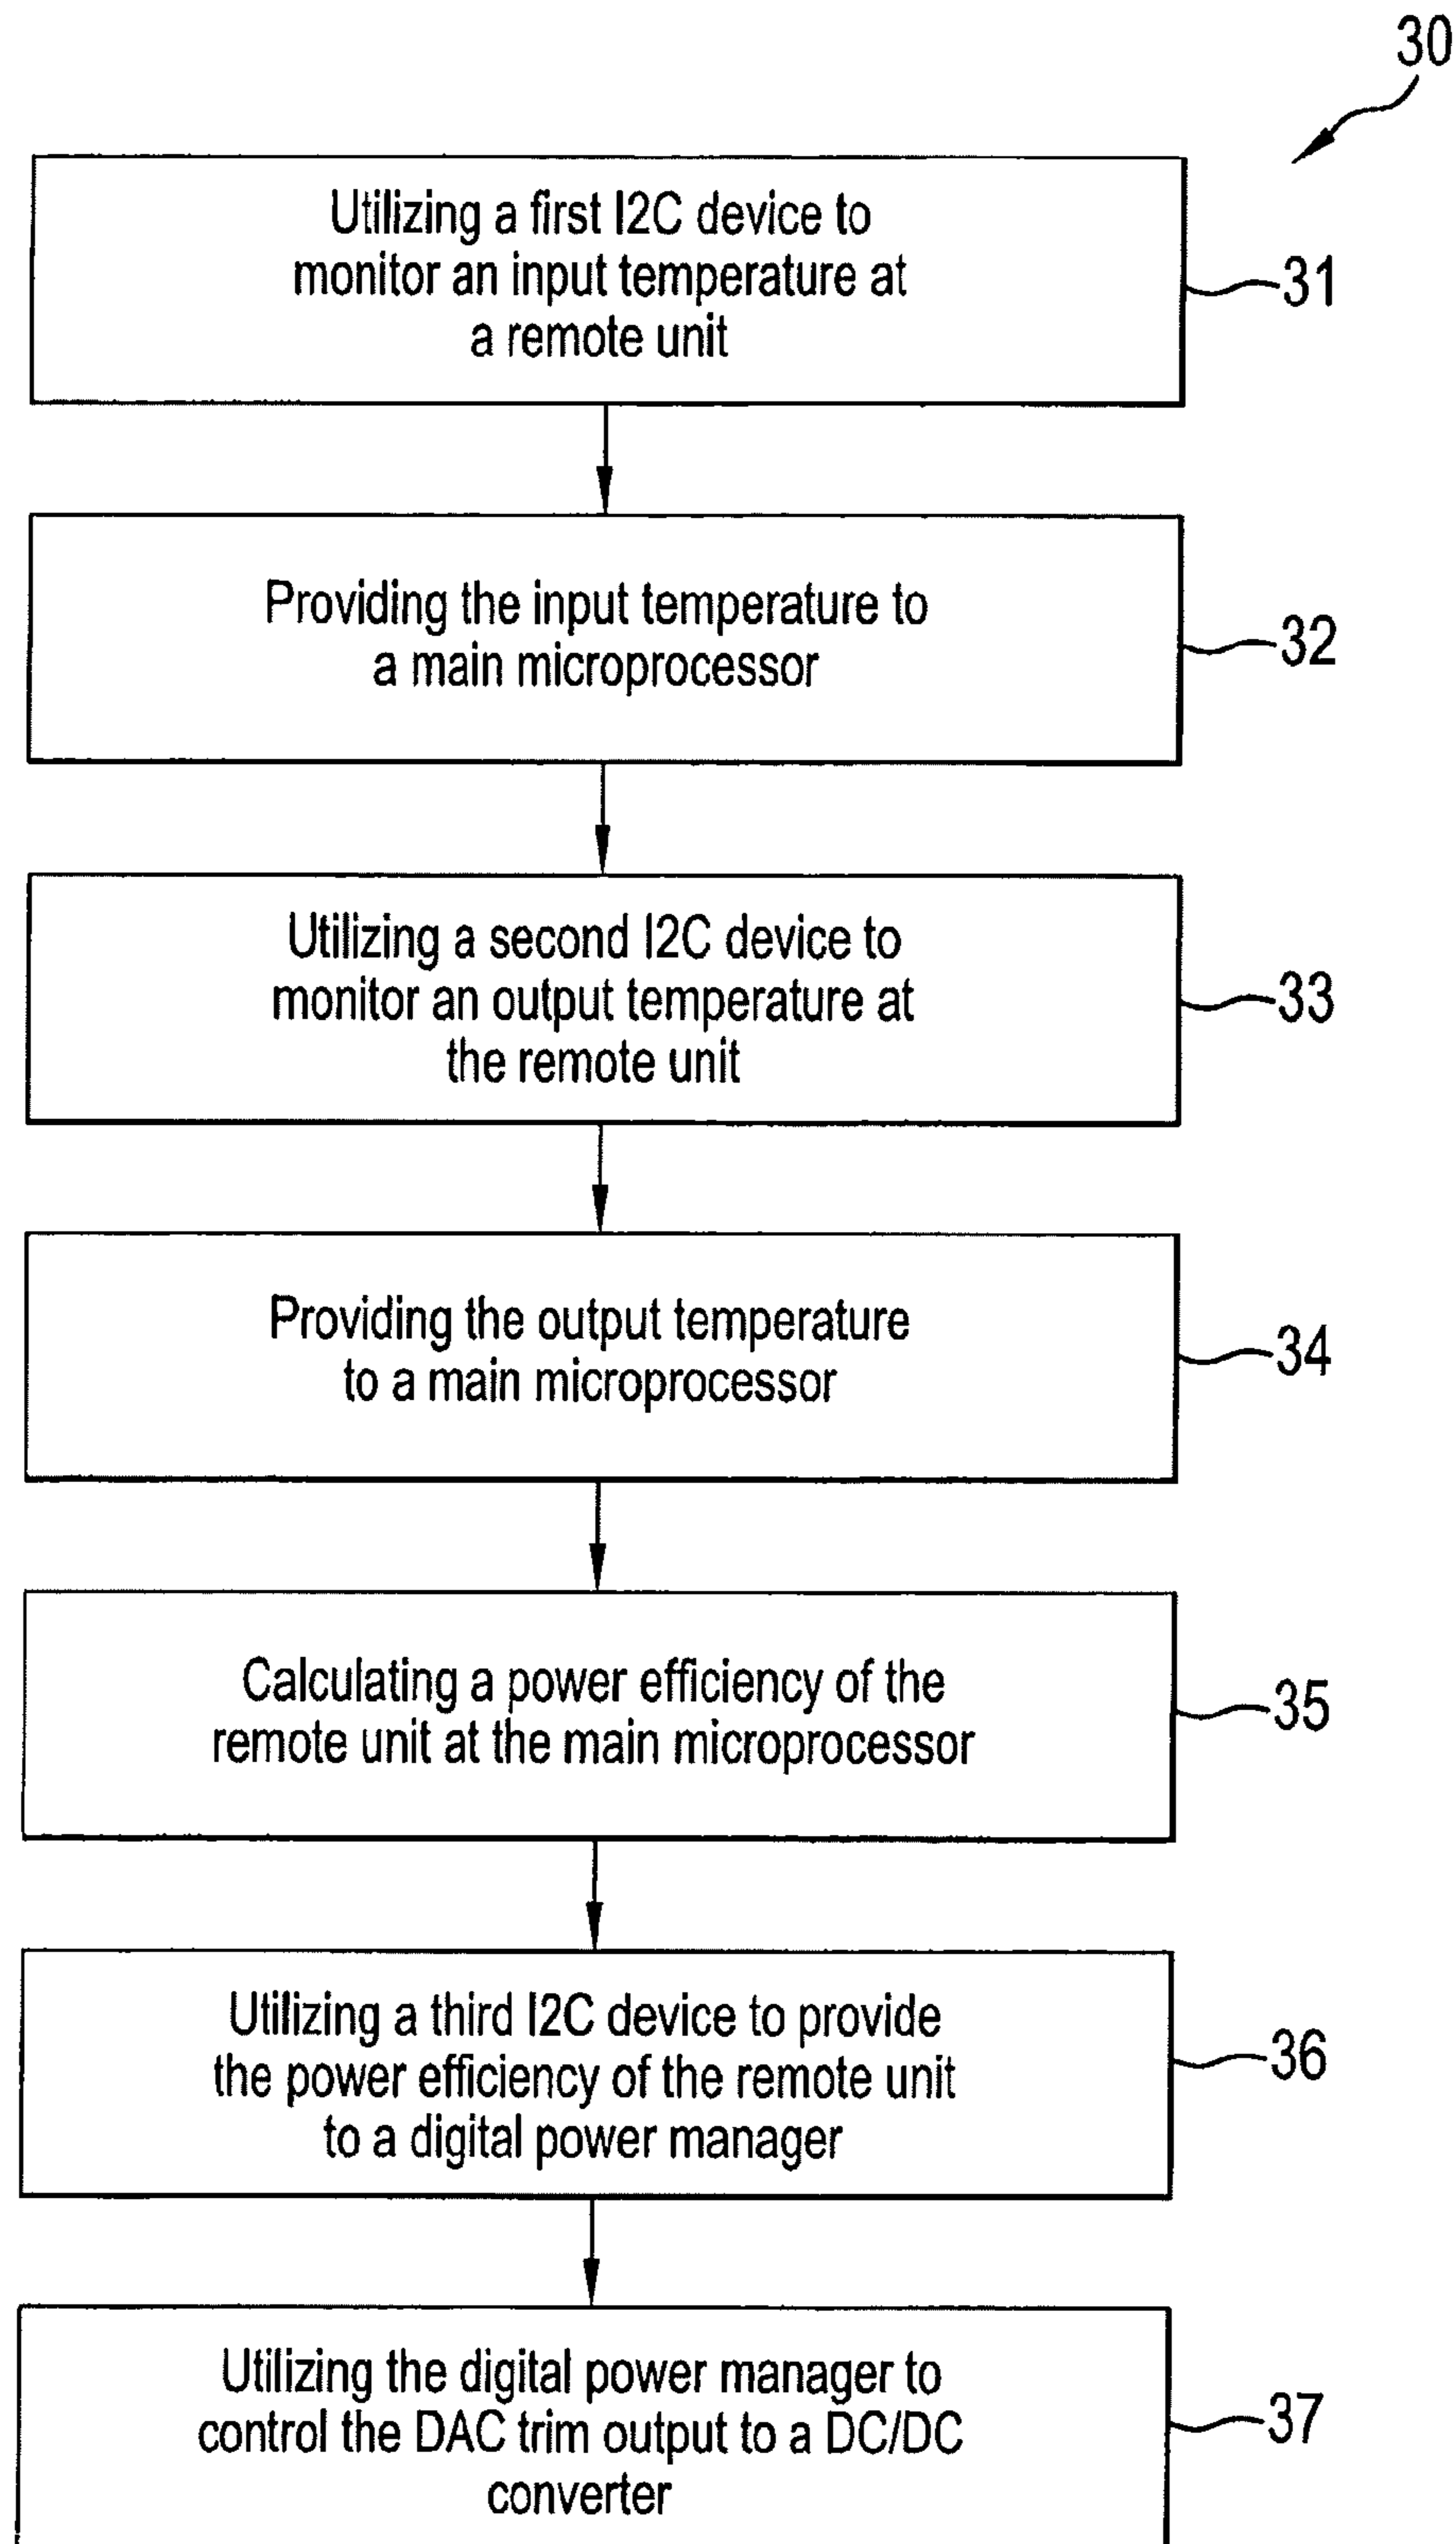 30
Utilizing a first I2C device to
monitor an input temperature at
a remote unit
31
Providing the input temperature to
a main microprocessor
32
Utilizing a second I2C device to
monitor an output temperature at
the remote unit
33
Providing the output temperature
to a main microprocessor
34
Calculating a power efficiency of the
remote unit at the main microprocessor
35
Utilizing a third I2C device to provide
the power efficiency of the remote unit
to a digital power manager
36
Utilizing the digital power manager to
control the DAC trim output to a DC/DC
converter
37